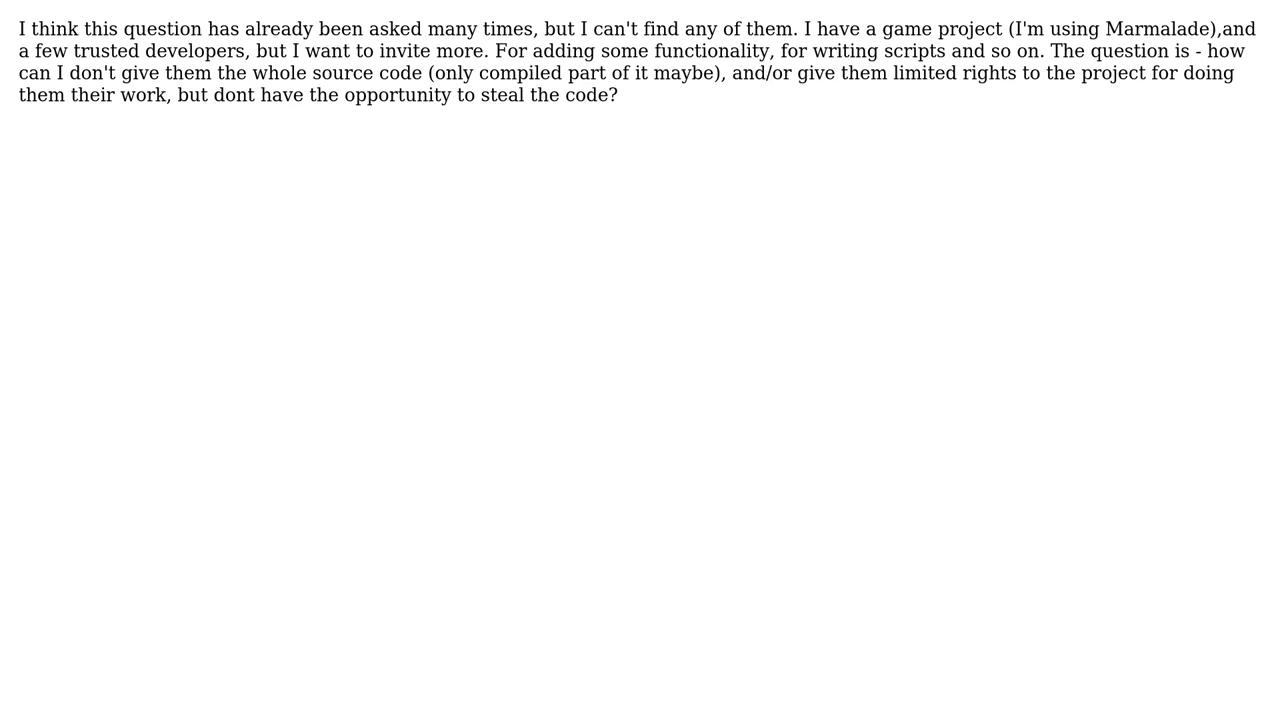 I think this question has already been asked many times, but I can't find any of them. I have a game project (I'm using Marmalade),and
a few trusted developers, but I want to invite more. For adding some functionality, for writing scripts and so on. The question is - how
can I don't give them the whole source code (only compiled part of it maybe), and/or give them limited rights to the project for doing
them their work, but dont have the opportunity to steal the code?